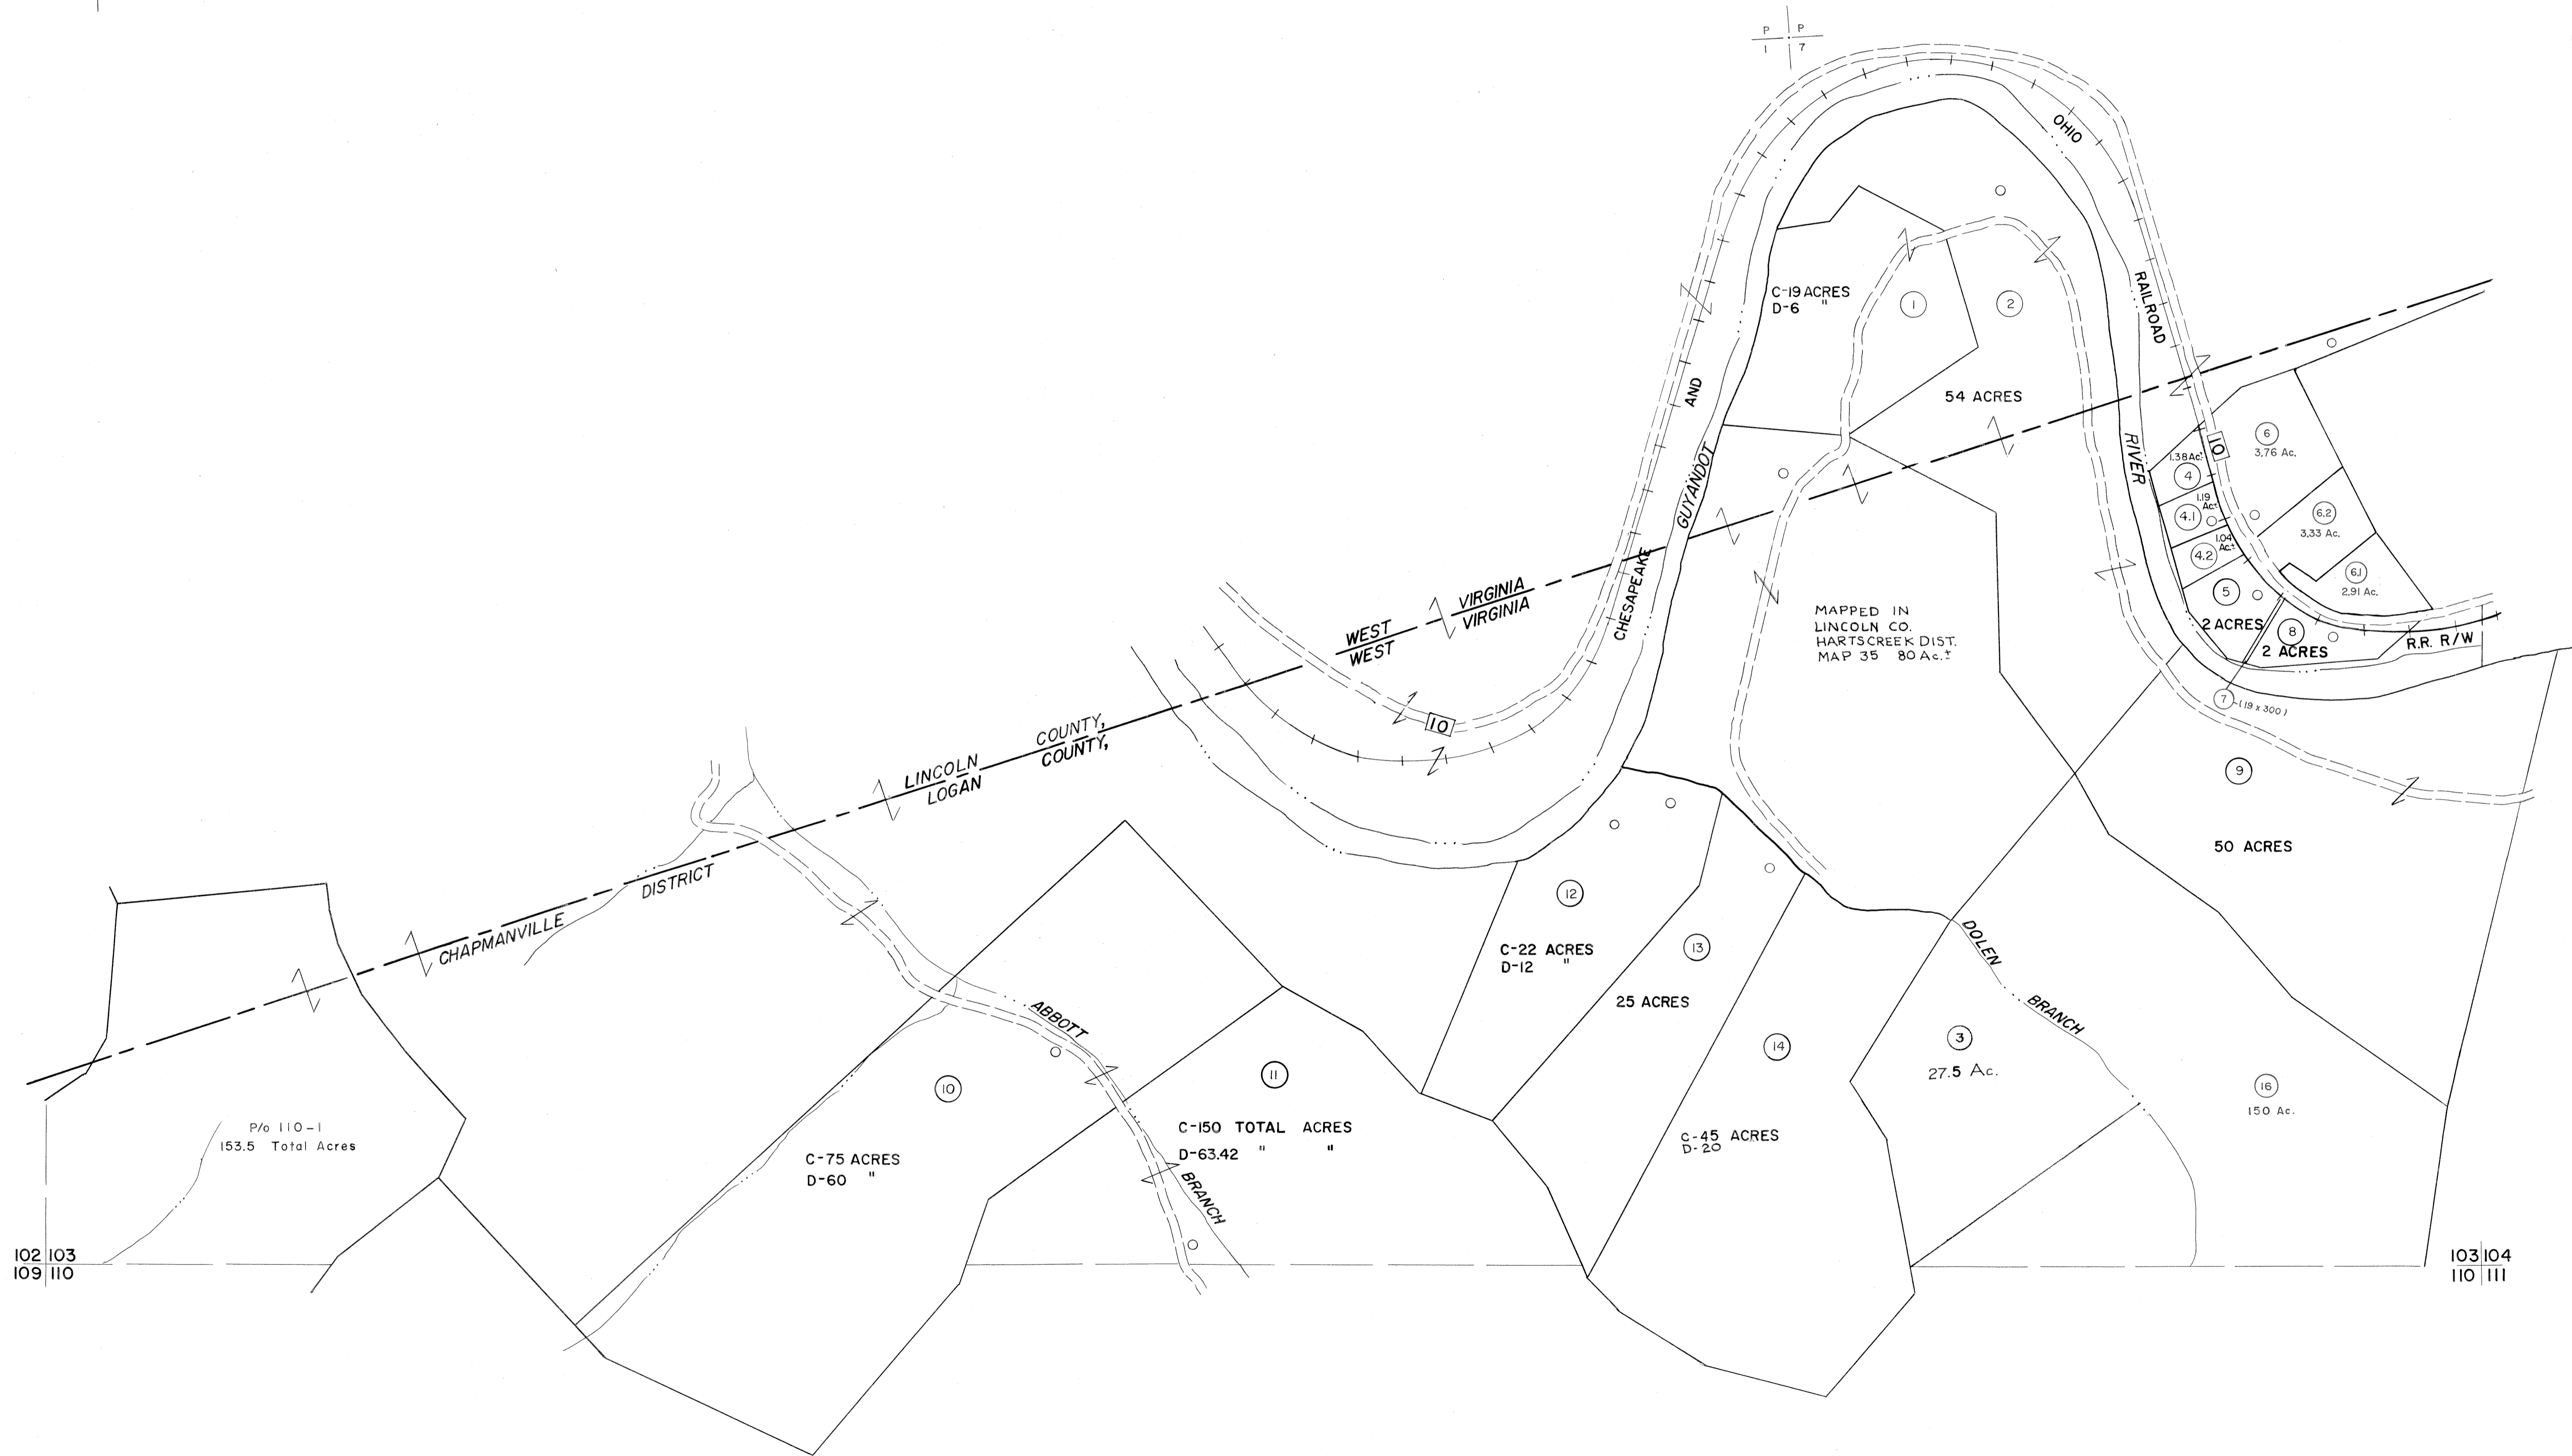 P P
1 7
OHIO
RAILROAD
C-19 ACRES
D-6 "
1
2
54 ACRES
AND
GUYANDOT
RIVER
CHESAPEAKE
10
6
3.76 Ac.
1.38 Ac.±
4
1.19
Ac.±
4.1
6.2
3.33 Ac.
1.04
Ac.±
4.2
6.1
2.91 Ac.
5
2 ACRES
8
2 ACRES
R.R. R/W
7 (19 x 300)
WEST VIRGINIA
WEST VIRGINIA
MAPPED IN
LINCOLN CO.
HARTS CREEK DIST.
MAP 35 80 Ac.±
10
LINCOLN COUNTY,
LOGAN COUNTY,
9
50 ACRES
CHAPMANVILLE DISTRICT
12
C-22 ACRES
D-12 "
13
25 ACRES
DOLEN
BRANCH
14
C-45 ACRES
D-20
3
27.5 Ac.
16
150 Ac.
ABBOTT
BRANCH
10
C-75 ACRES
D-60 "
11
C-150 TOTAL ACRES
D-63.42 " "
P/o 110-1
153.5 Total Acres
102 103
109 110
103 104
110 111